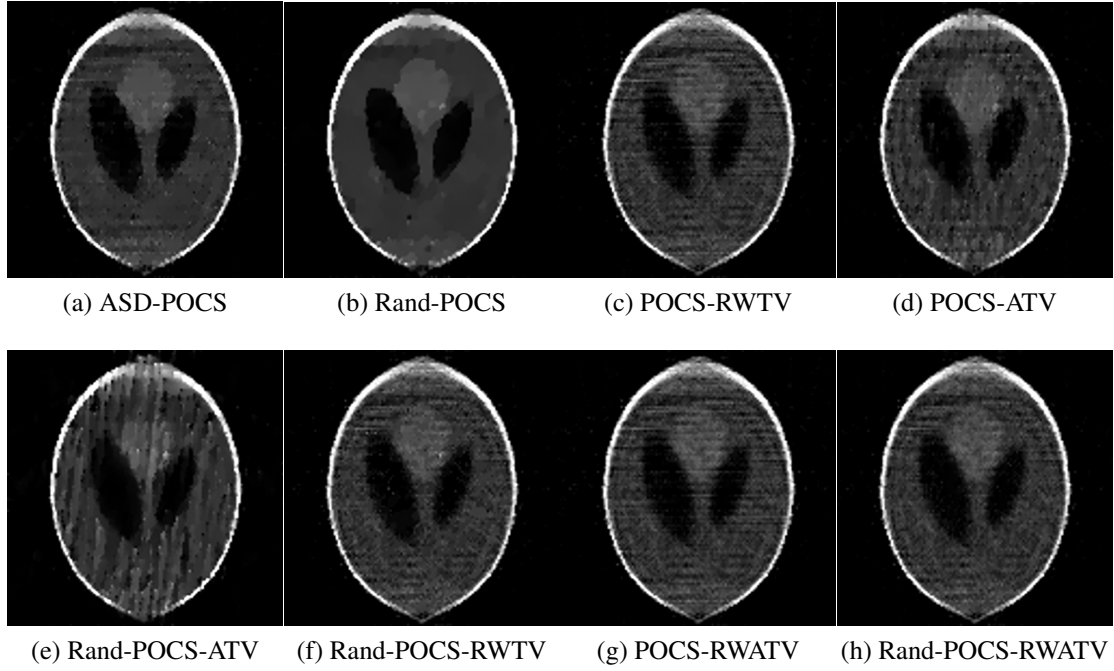 (a) ASD-POCS
(b) Rand-POCS
(c) POCS-RWTV
(d) POCS-ATV
(e) Rand-POCS-ATV
(f) Rand-POCS-RWTV
(g) POCS-RWATV
(h) Rand-POCS-RWATV